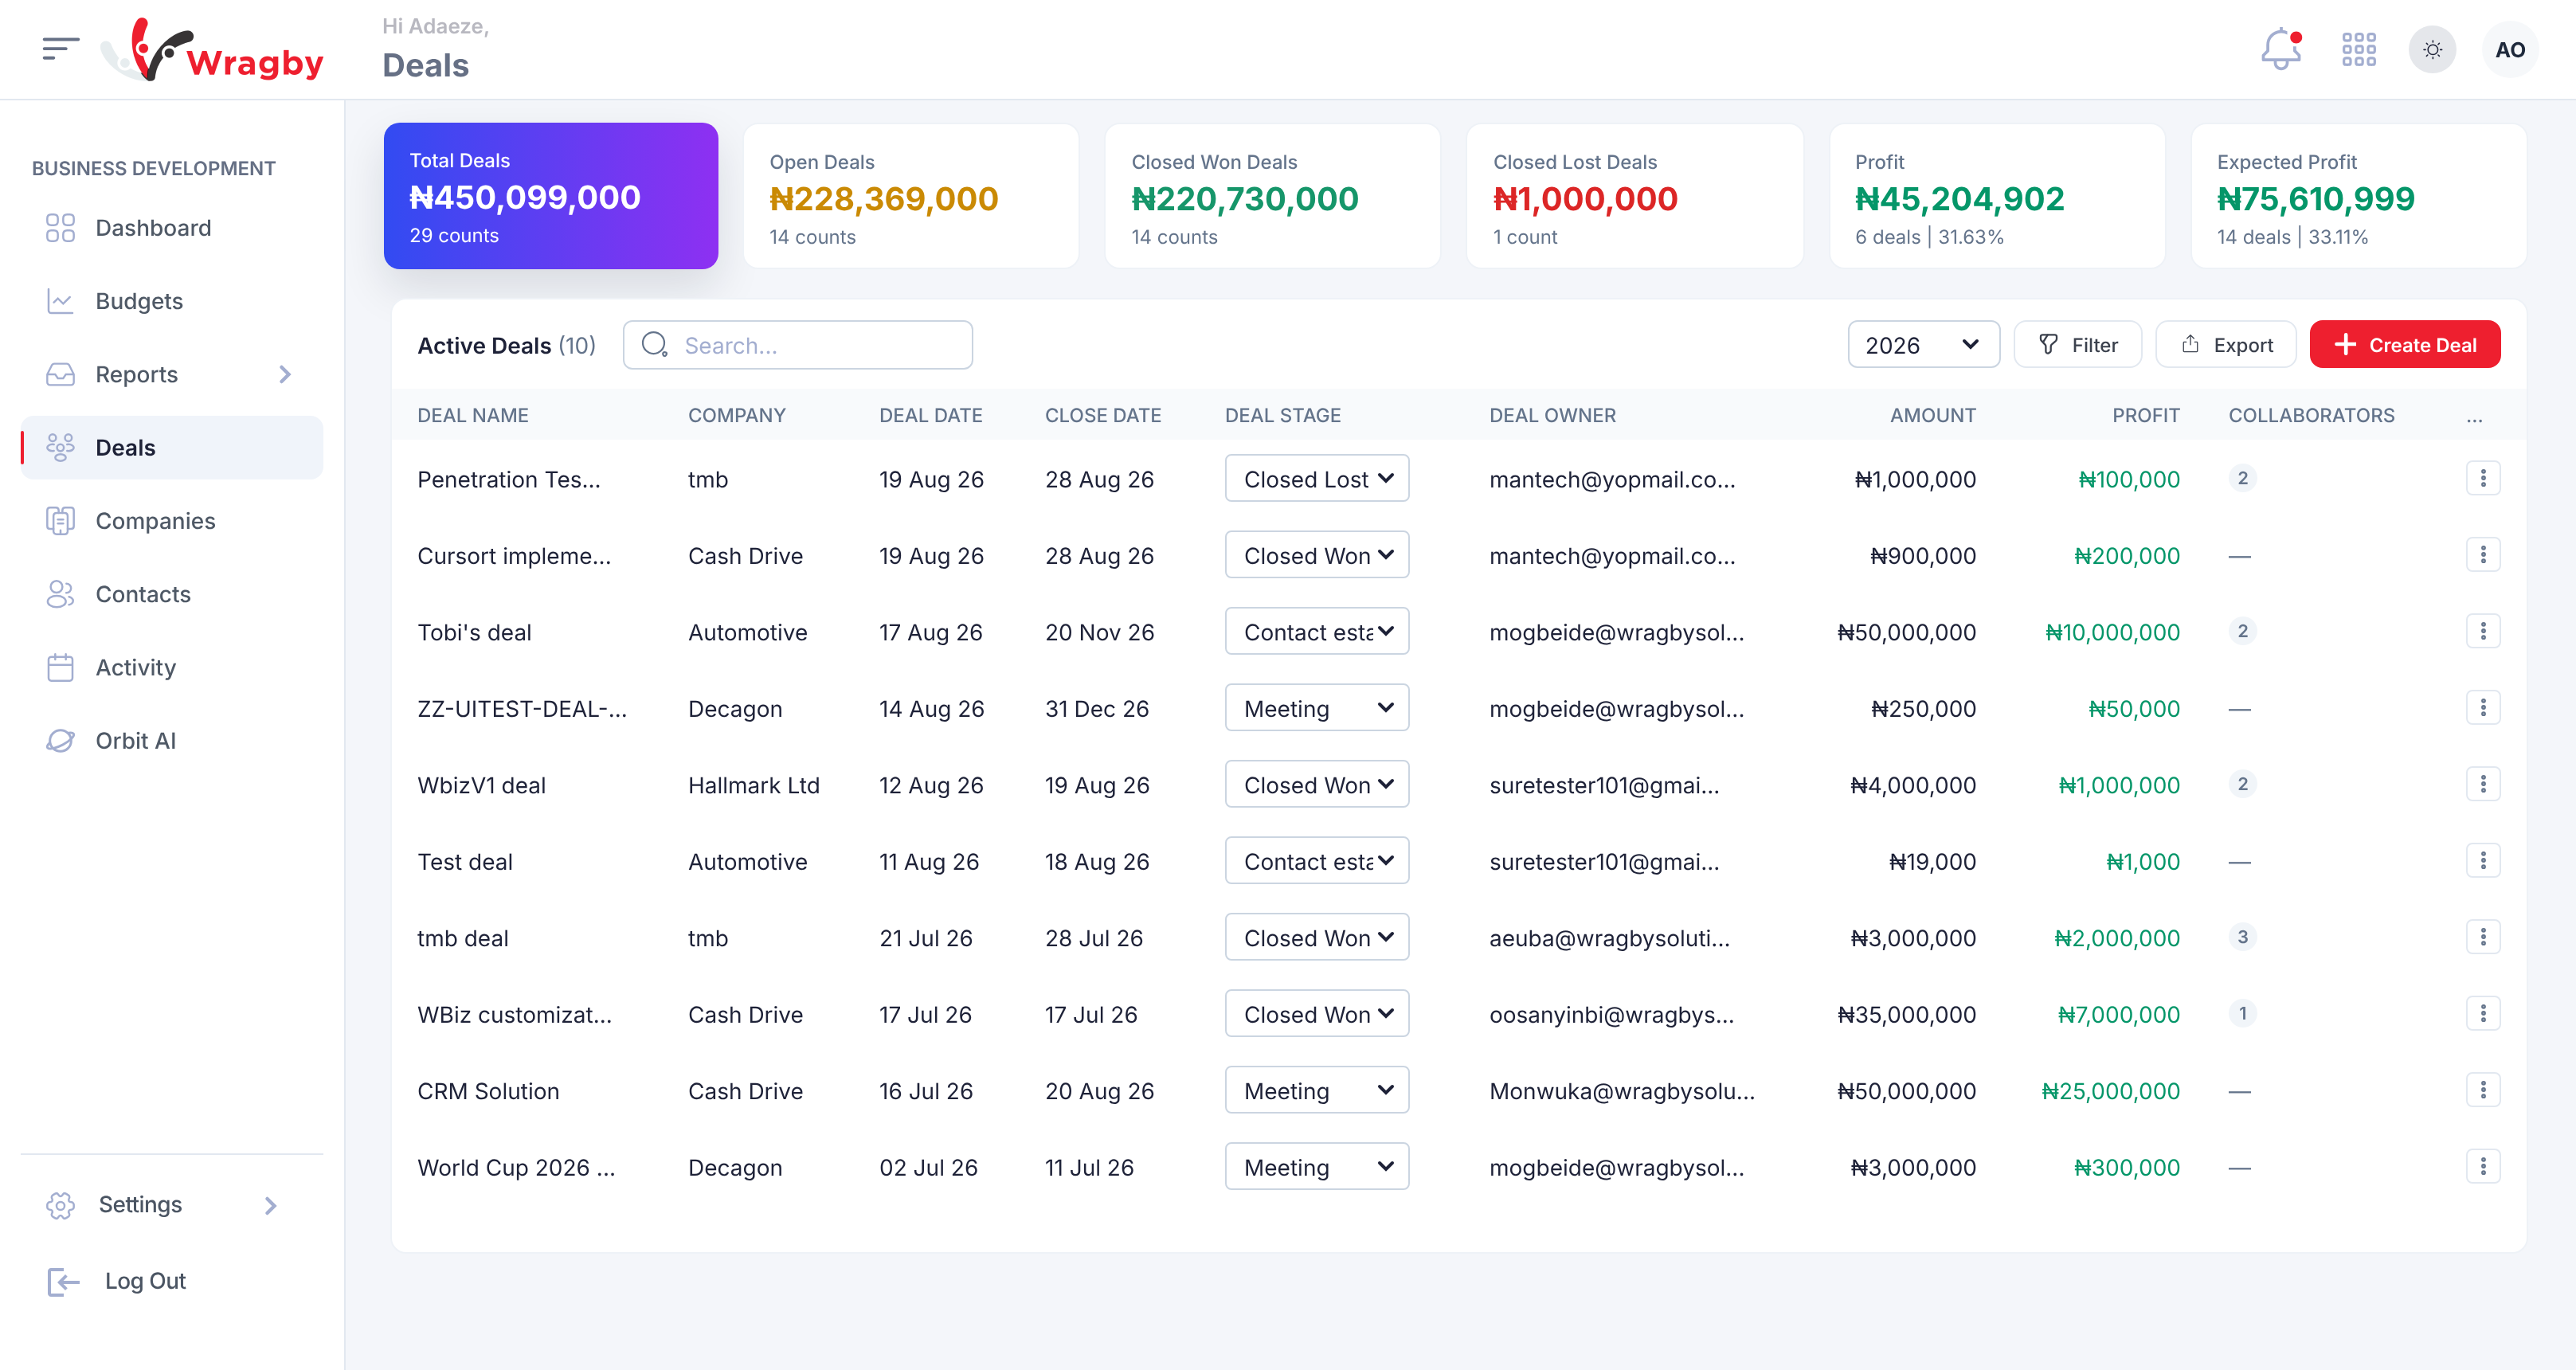 Wragby
Hi Adaeze,
Deals
AO
BUSINESS DEVELOPMENT
Dashboard
Budgets
Reports
Deals
Companies
Contacts
Activity
Orbit AI
Settings
Log Out
Total Deals
₦450,099,000
29 counts
Open Deals
₦228,369,000
14 counts
Closed Won Deals
₦220,730,000
14 counts
Closed Lost Deals
₦1,000,000
1 count
Profit
₦45,204,902
6 deals | 31.63%
Expected Profit
₦75,610,999
14 deals | 33.11%
Active Deals (10) Search... 2026 Filter Export Create Deal
DEAL NAME COMPANY DEAL DATE CLOSE DATE DEAL STAGE DEAL OWNER AMOUNT PROFIT COLLABORATORS ...
Penetration Tes... tmb 19 Aug 26 28 Aug 26 Closed Lost mantech@yopmail.co... ₦1,000,000 ₦100,000 2
Cursort impleme... Cash Drive 19 Aug 26 28 Aug 26 Closed Won mantech@yopmail.co... ₦900,000 ₦200,000 —
Tobi's deal Automotive 17 Aug 26 20 Nov 26 Contact esta mogbeide@wragbysol... ₦50,000,000 ₦10,000,000 2
ZZ-UITEST-DEAL-... Decagon 14 Aug 26 31 Dec 26 Meeting mogbeide@wragbysol... ₦250,000 ₦50,000 —
WbizV1 deal Hallmark Ltd 12 Aug 26 19 Aug 26 Closed Won suretester101@gmai... ₦4,000,000 ₦1,000,000 2
Test deal Automotive 11 Aug 26 18 Aug 26 Contact esta suretester101@gmai... ₦19,000 ₦1,000 —
tmb deal tmb 21 Jul 26 28 Jul 26 Closed Won aeuba@wragbysoluti... ₦3,000,000 ₦2,000,000 3
WBiz customizat... Cash Drive 17 Jul 26 17 Jul 26 Closed Won oosanyinbi@wragbys... ₦35,000,000 ₦7,000,000 1
CRM Solution Cash Drive 16 Jul 26 20 Aug 26 Meeting Monwuka@wragbysolu... ₦50,000,000 ₦25,000,000 —
World Cup 2026 ... Decagon 02 Jul 26 11 Jul 26 Meeting mogbeide@wragbysol... ₦3,000,000 ₦300,000 —